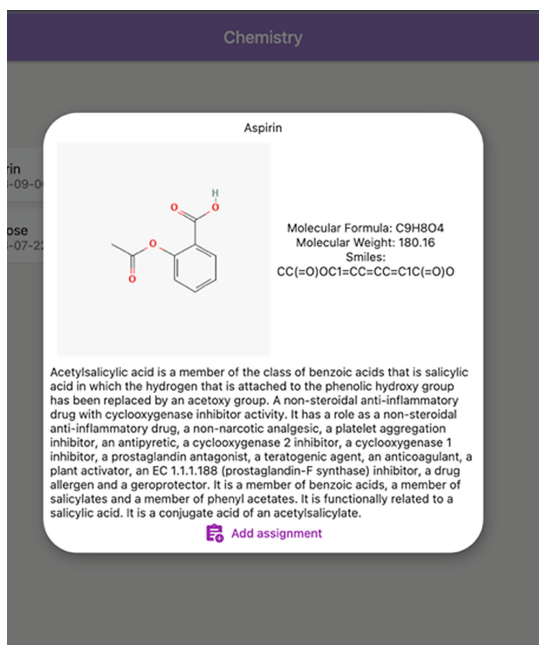 Chemistry
Aspirin
rin
-09-0
ose
-07-22
H
O
O
O
O
Molecular Formula: C9H8O4
Molecular Weight: 180.16
Smiles:
CC(=O)OC1=CC=CC=C1C(=O)O
Acetylsalicylic acid is a member of the class of benzoic acids that is salicylic
acid in which the hydrogen that is attached to the phenolic hydroxy group
has been replaced by an acetoxy group. A non-steroidal anti-inflammatory
drug with cyclooxygenase inhibitor activity. It has a role as a non-steroidal
anti-inflammatory drug, a non-narcotic analgesic, a platelet aggregation
inhibitor, an antipyretic, a cyclooxygenase 2 inhibitor, a cyclooxygenase 1
inhibitor, a prostaglandin antagonist, a teratogenic agent, an anticoagulant, a
plant activator, an EC 1.1.1.188 (prostaglandin-F synthase) inhibitor, a drug
allergen and a geroprotector. It is a member of benzoic acids, a member of
salicylates and a member of phenyl acetates. It is functionally related to a
salicylic acid. It is a conjugate acid of an acetylsalicylate.
Add assignment